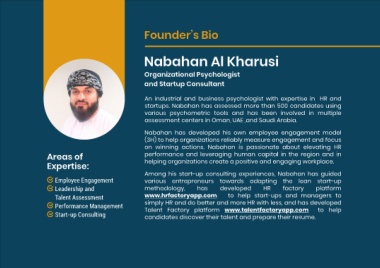 Founder's Bio
Nabahan Al Kharusi
Organizational Psychologist
and Startup Consultant
An industrial and business psychologist with expertise in HR and
startups. Nabahan has assessed more than 500 candidates using
various psychometric tools and has been involved in multiple
assessment centers in Oman, UAE, and Saudi Arabia.
Nabahan has developed his own employee engagement model
(3H) to help organizations reliably measure engagement and focus
on winning actions. Nabahan is passionate about elevating HR
performance and leveraging human capital in the region and in
helping organizations create a positive and engaging workplace.
Among his start-up consulting experiences, Nabahan has guided
various entrepreneurs towards adapting the lean start-up
methodology, has developed HR factory platform
www.hrfactoryapp.com to help start-ups and managers to
simply HR and do better and more HR with less, and has developed
Talent Factory platform www.talentfactoryapp.com to help
candidates discover their talent and prepare their resume.
Areas of
Expertise:
Employee Engagement
Leadership and
Talent Assessment
Performance Management
Start-up Consulting